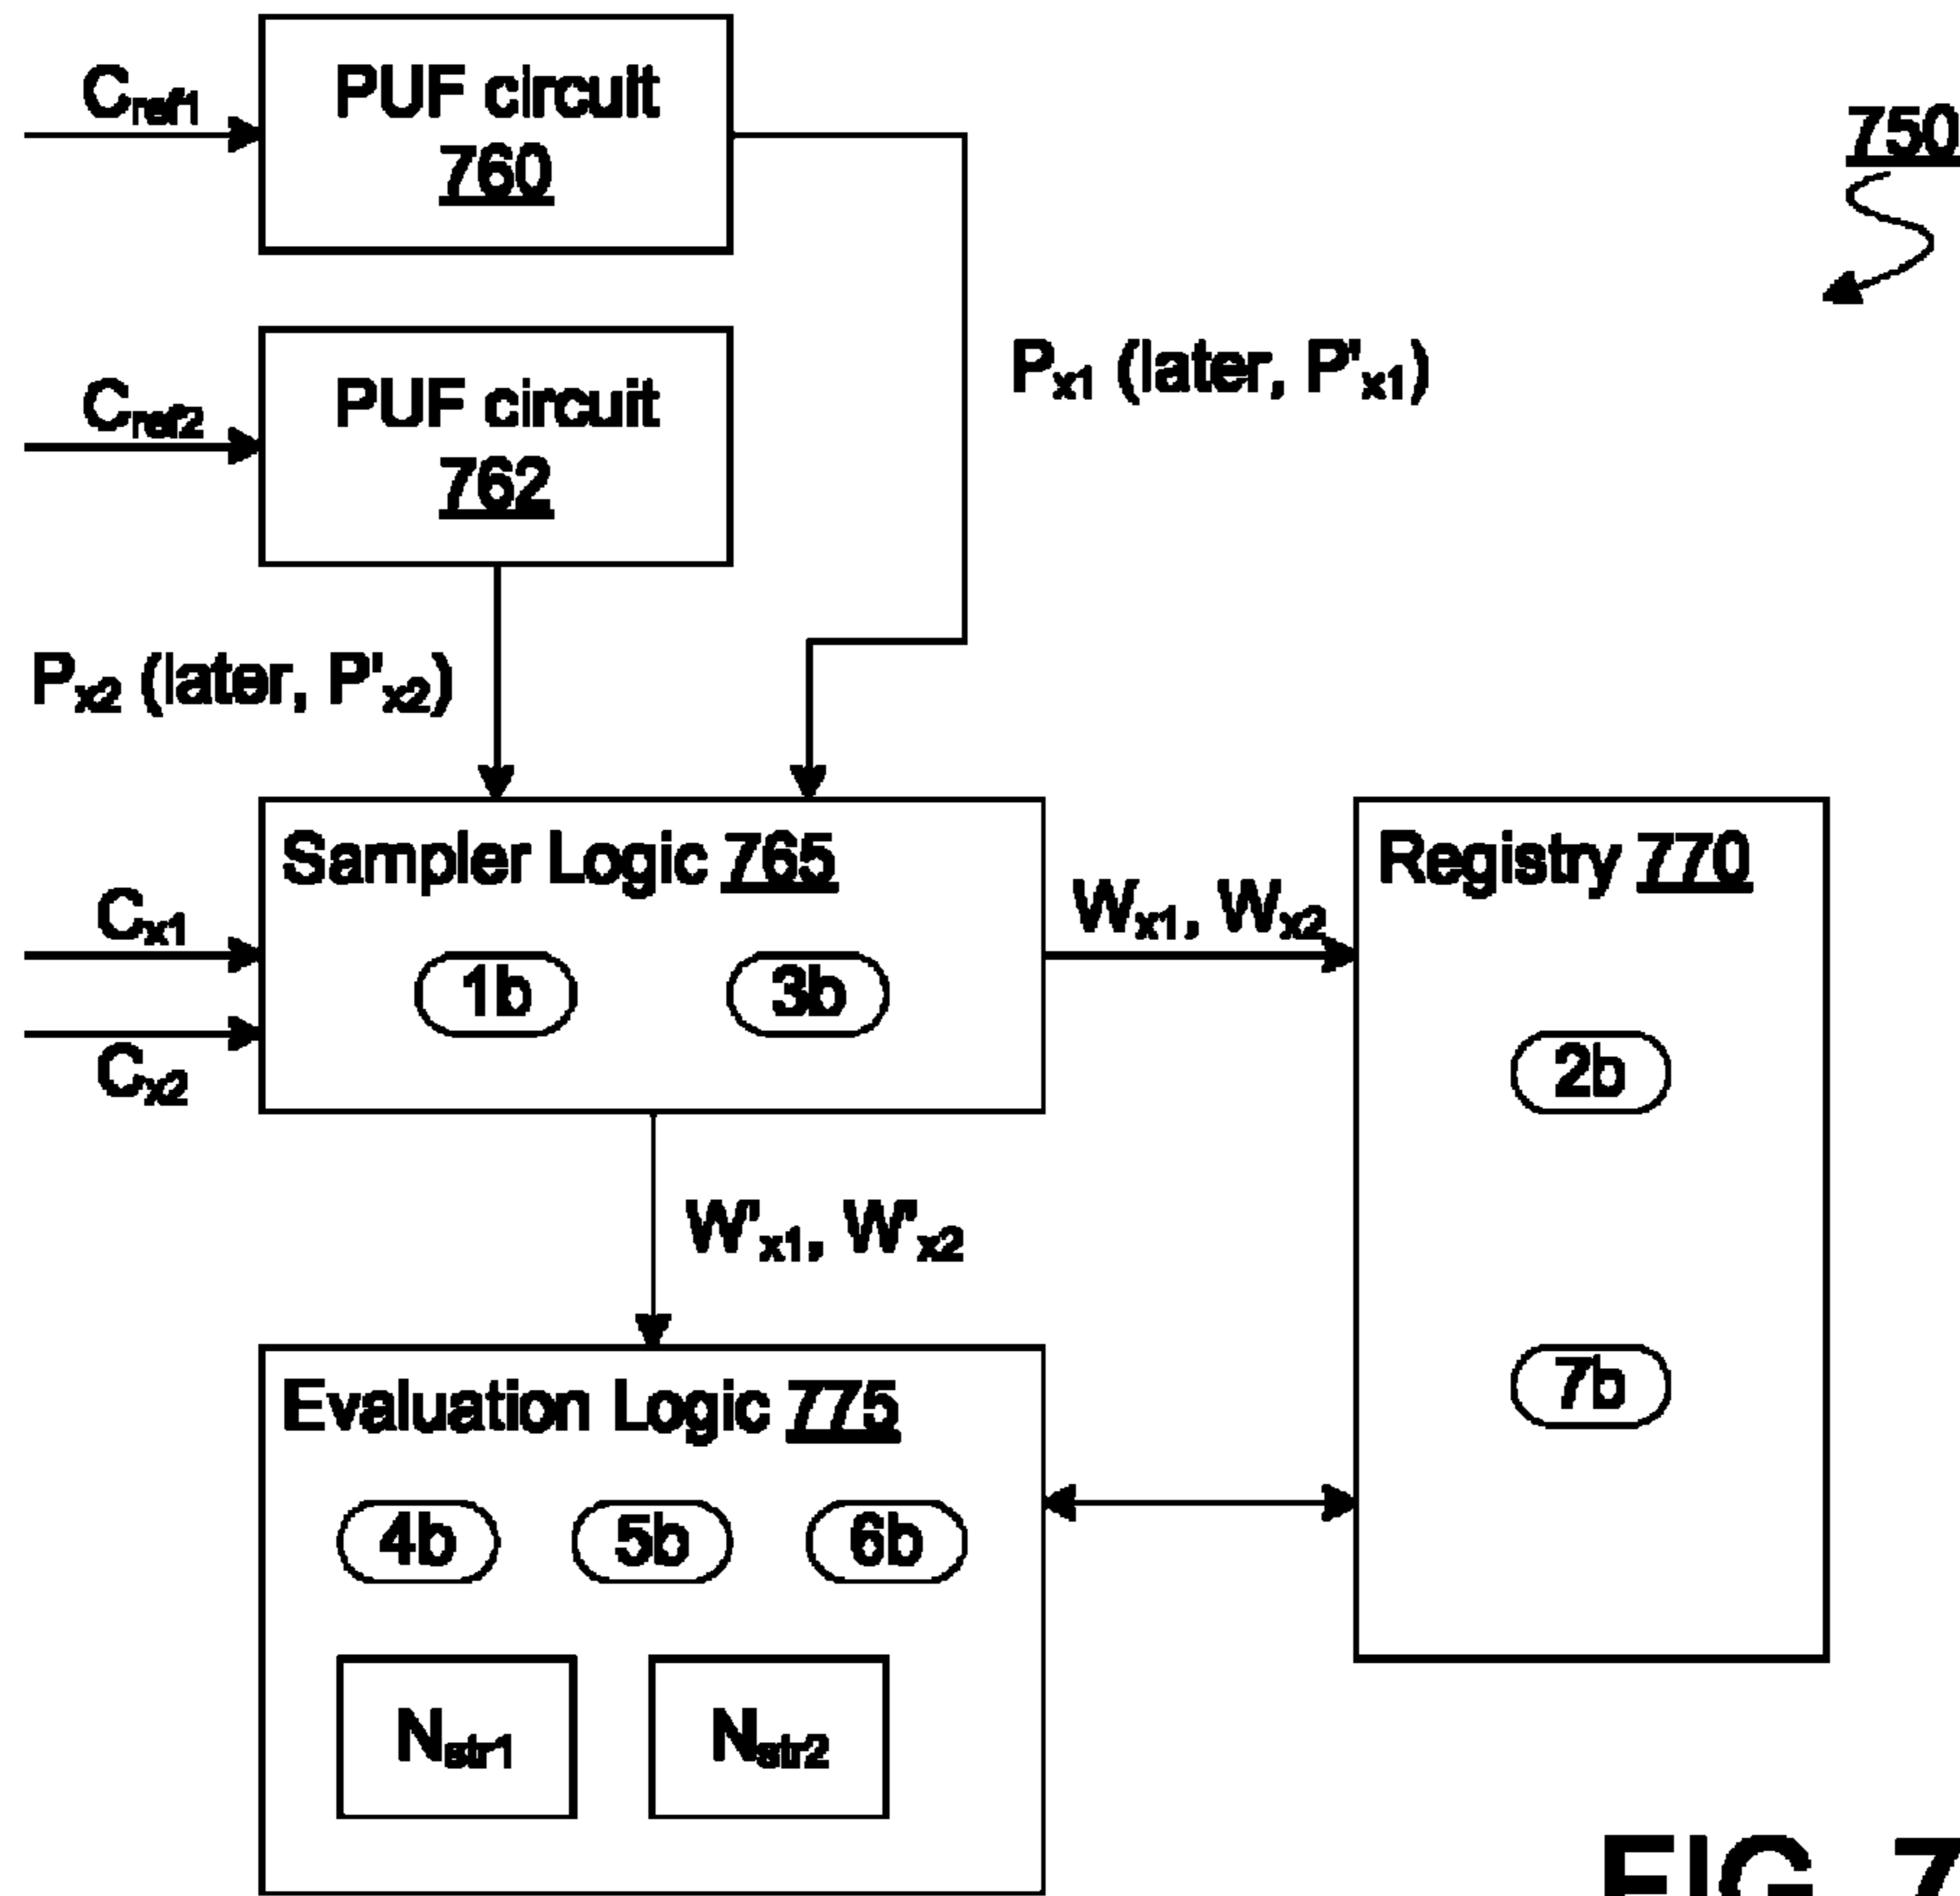 Cref1
PUF circuit
760
750
Cref2
PUF circuit
762
Px1 (later, P'x1)
Px2 (later, P'x2)
Sampler Logic 765
Registry 770
Cx1
Wx1, Wx2
1b
3b
Cx2
2b
W'x1, W'x2
Evaluation Logic 775
7b
4b
5b
6b
Nstr1
Nstr2
FIG. 7